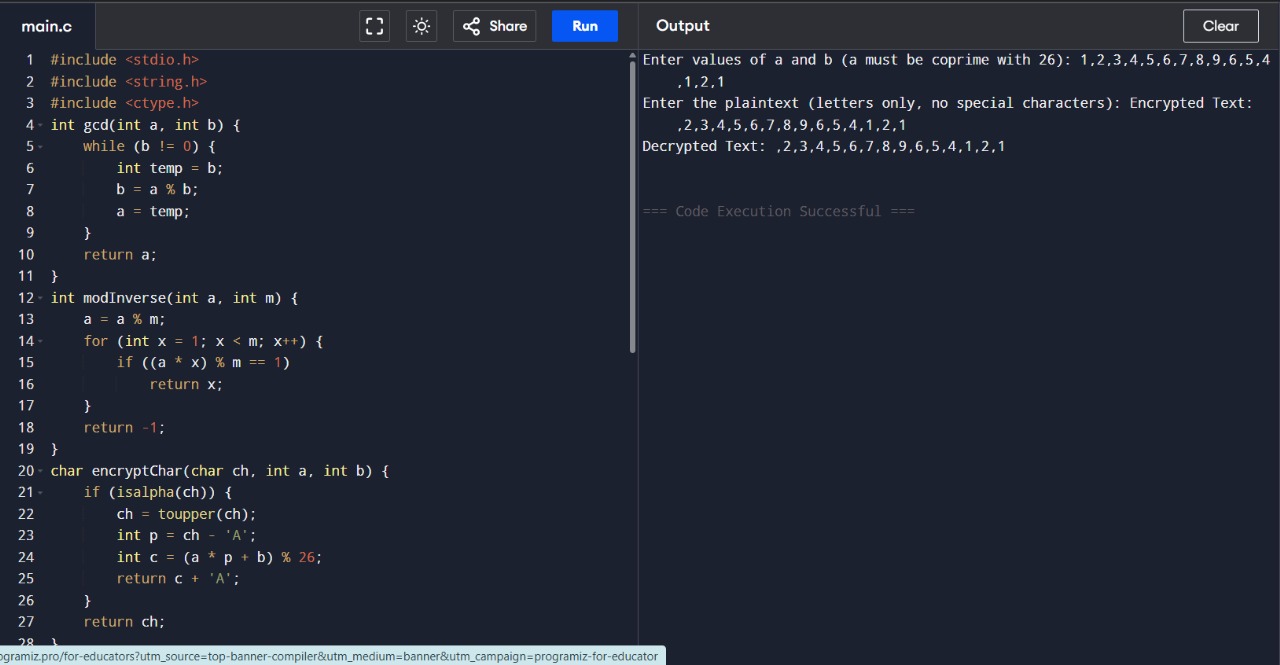 main.c
Share
Run
Output
Clear
1 #include <stdio.h>
2 #include <string.h>
3 #include <ctype.h>
4 int gcd(int a, int b) {
5 while (b != 0) {
6 int temp = b;
7 b = a % b;
8 a = temp;
9 }
10 return a;
11 }
12 int modInverse(int a, int m) {
13 a = a % m;
14 for (int x = 1; x < m; x++) {
15 if ((a * x) % m == 1)
16 return x;
17 }
18 return -1;
19 }
20 char encryptChar(char ch, int a, int b) {
21 if (isalpha(ch)) {
22 ch = toupper(ch);
23 int p = ch - 'A';
24 int c = (a * p + b) % 26;
25 return c + 'A';
26 }
27 return ch;
28 }
Enter values of a and b (a must be coprime with 26): 1,2,3,4,5,6,7,8,9,6,5,4
,1,2,1
Enter the plaintext (letters only, no special characters): Encrypted Text:
,2,3,4,5,6,7,8,9,6,5,4,1,2,1
Decrypted Text: ,2,3,4,5,6,7,8,9,6,5,4,1,2,1
=== Code Execution Successful ===
ogramiz.pro/for-educators?utm_source=top-banner-compiler&utm_medium=banner&utm_campaign=programiz-for-educator